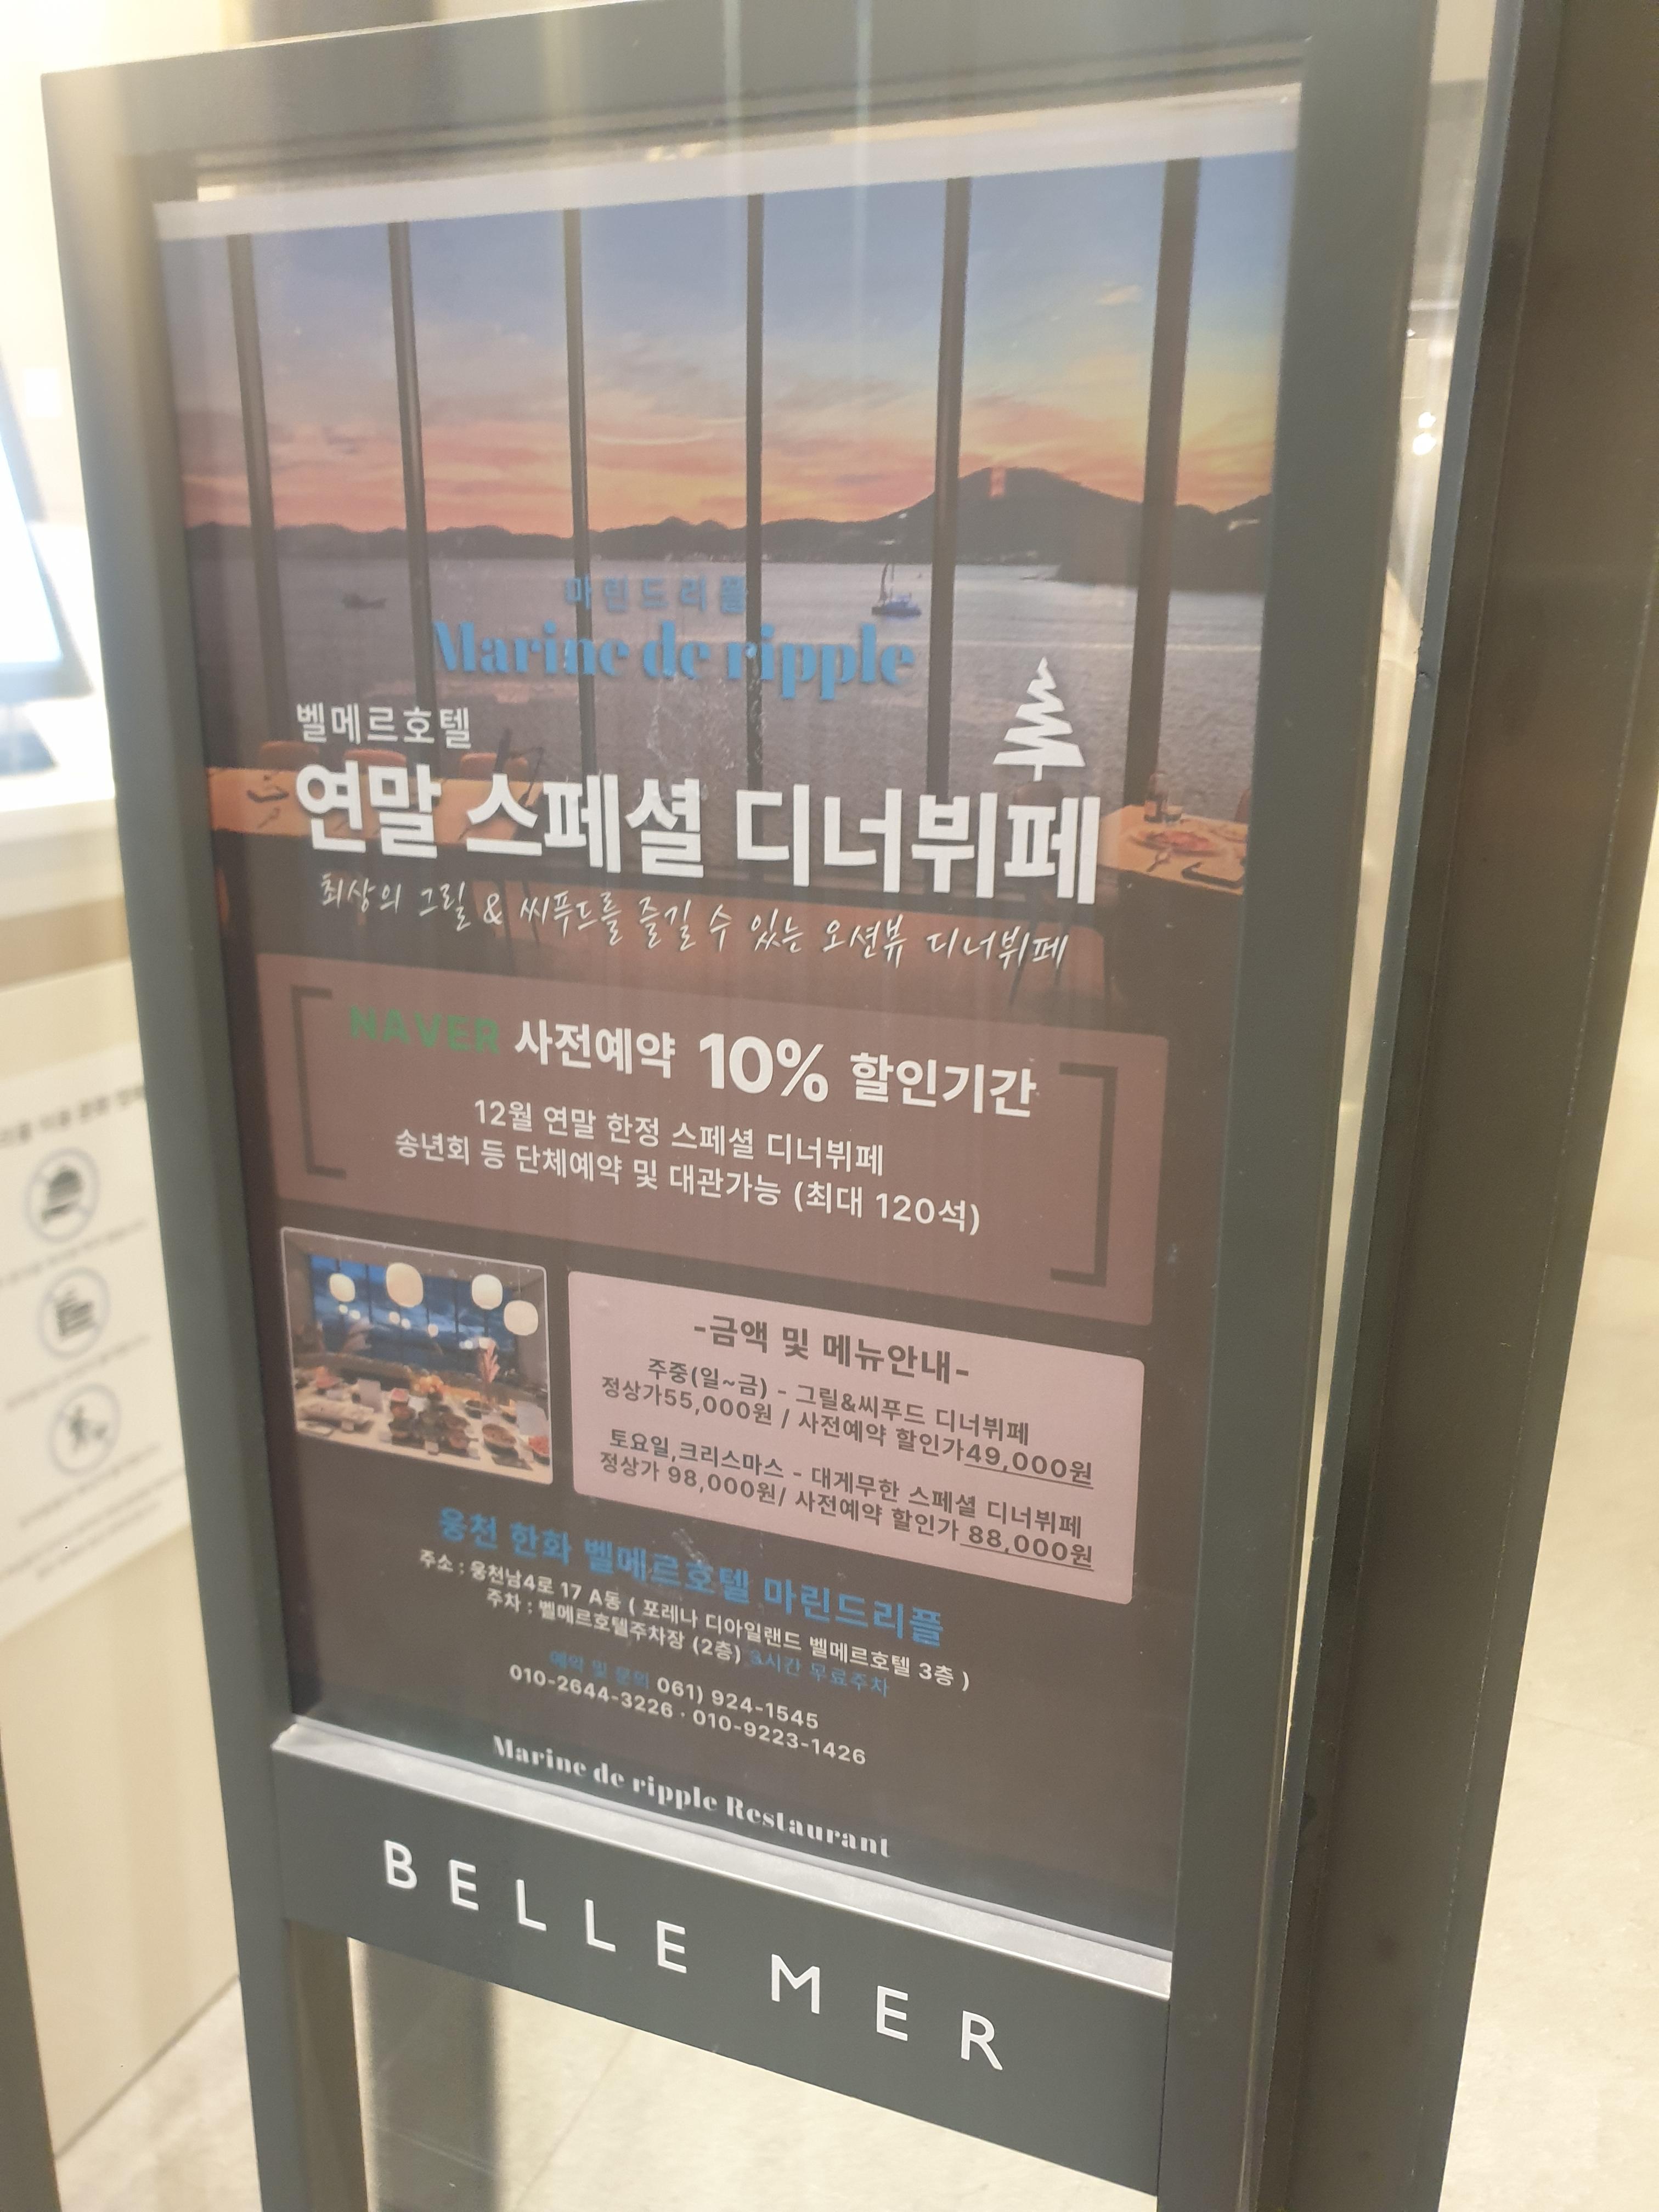 마린드리플
Marine de ripple
벨메르호텔
연말 스페셜 디너뷔페
최상의 그릴 & 씨푸드를 즐길 수 있는 오션뷰 디너뷔페
NAVER 사전예약 10% 할인기간
12월 연말 한정 스페셜 디너뷔페
송년회 등 단체예약 및 대관가능 (최대 120석)
-금액 및 메뉴안내-
주중(일~금) - 그릴&씨푸드 디너뷔페
정상가55,000원 / 사전예약 할인가49,000원
토요일,크리스마스 - 대게무한 스페셜 디너뷔페
정상가 98,000원/ 사전예약 할인가 88,000원
웅천 한화 벨메르호텔 마린드리플
주소 : 웅천남4로 17 A동 ( 포레나 디아일랜드 벨메르호텔 3층 )
주차 : 벨메르호텔주차장 (2층) 3시간 무료주차
예약 및 문의 061) 924-1545
010-2644-3226 · 010-9223-1426
Marine de ripple Restaurant
BELLE MER